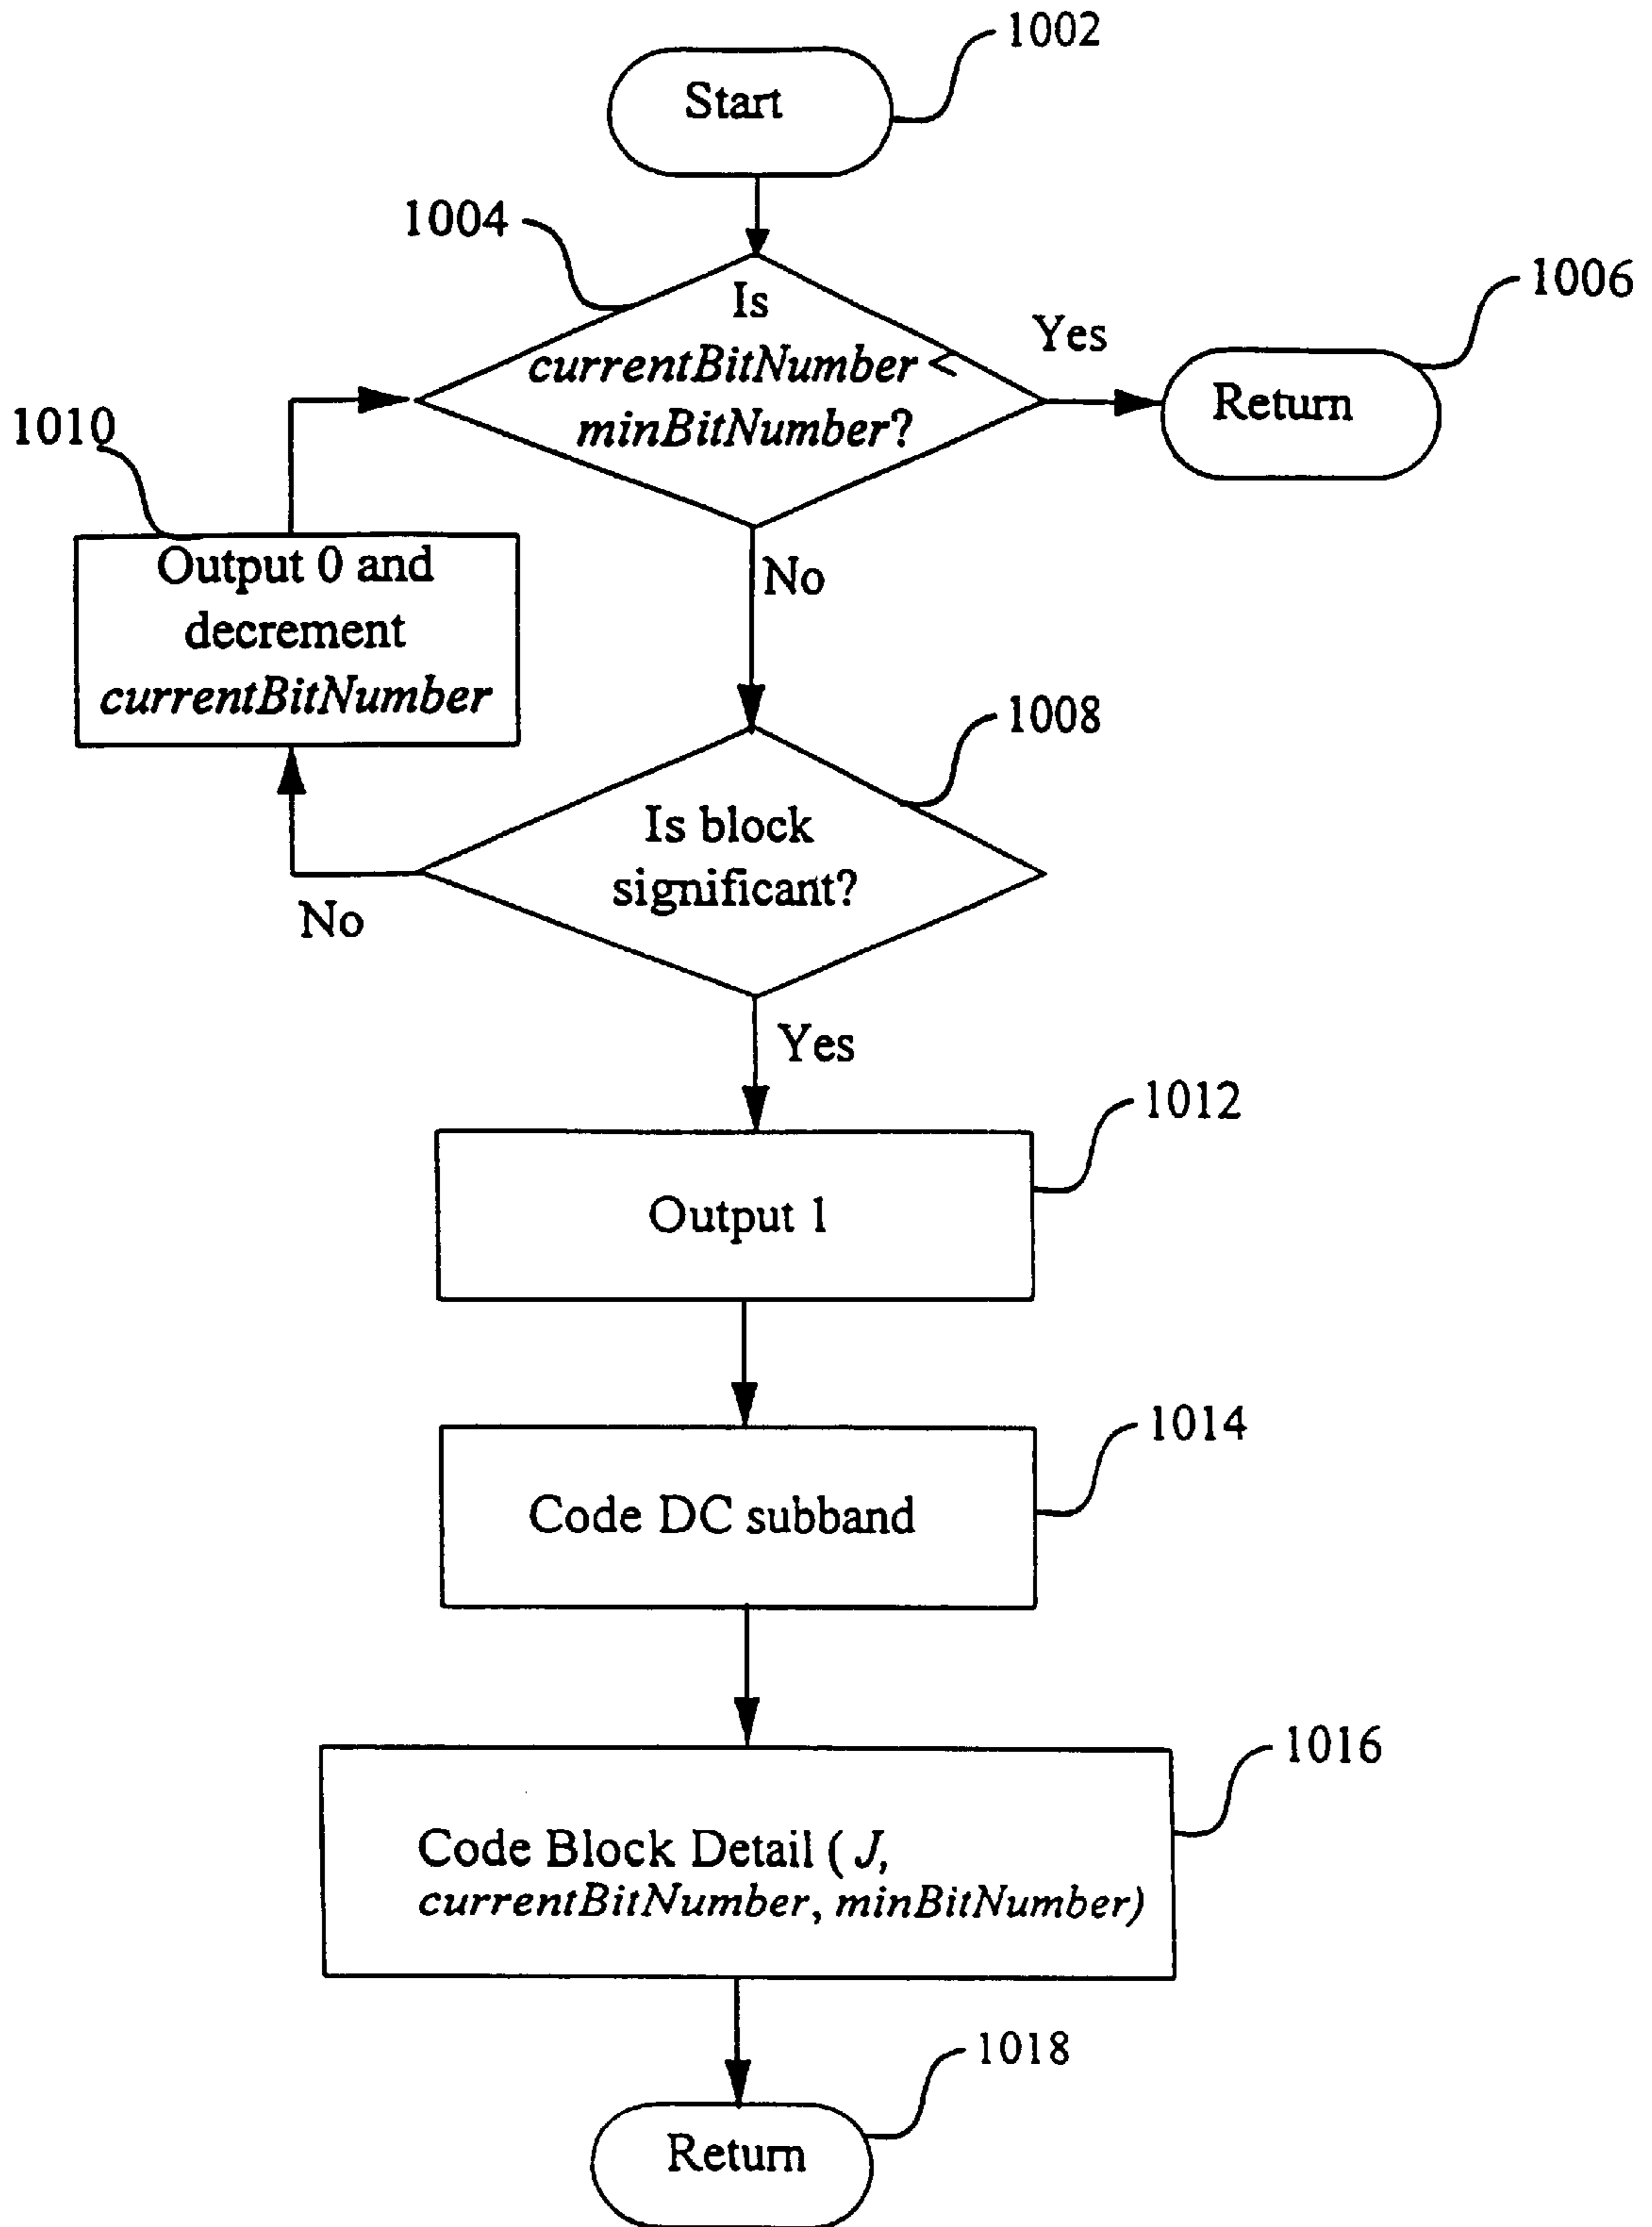 1002
Start
1004
Is
currentBitNumber <
minBitNumber?
Yes
1006
Return
1010
Output 0 and
decrement
currentBitNumber
No
1008
Is block
significant?
No
Yes
1012
Output 1
1014
Code DC subband
1016
Code Block Detail ( J,
currentBitNumber, minBitNumber)
1018
Return